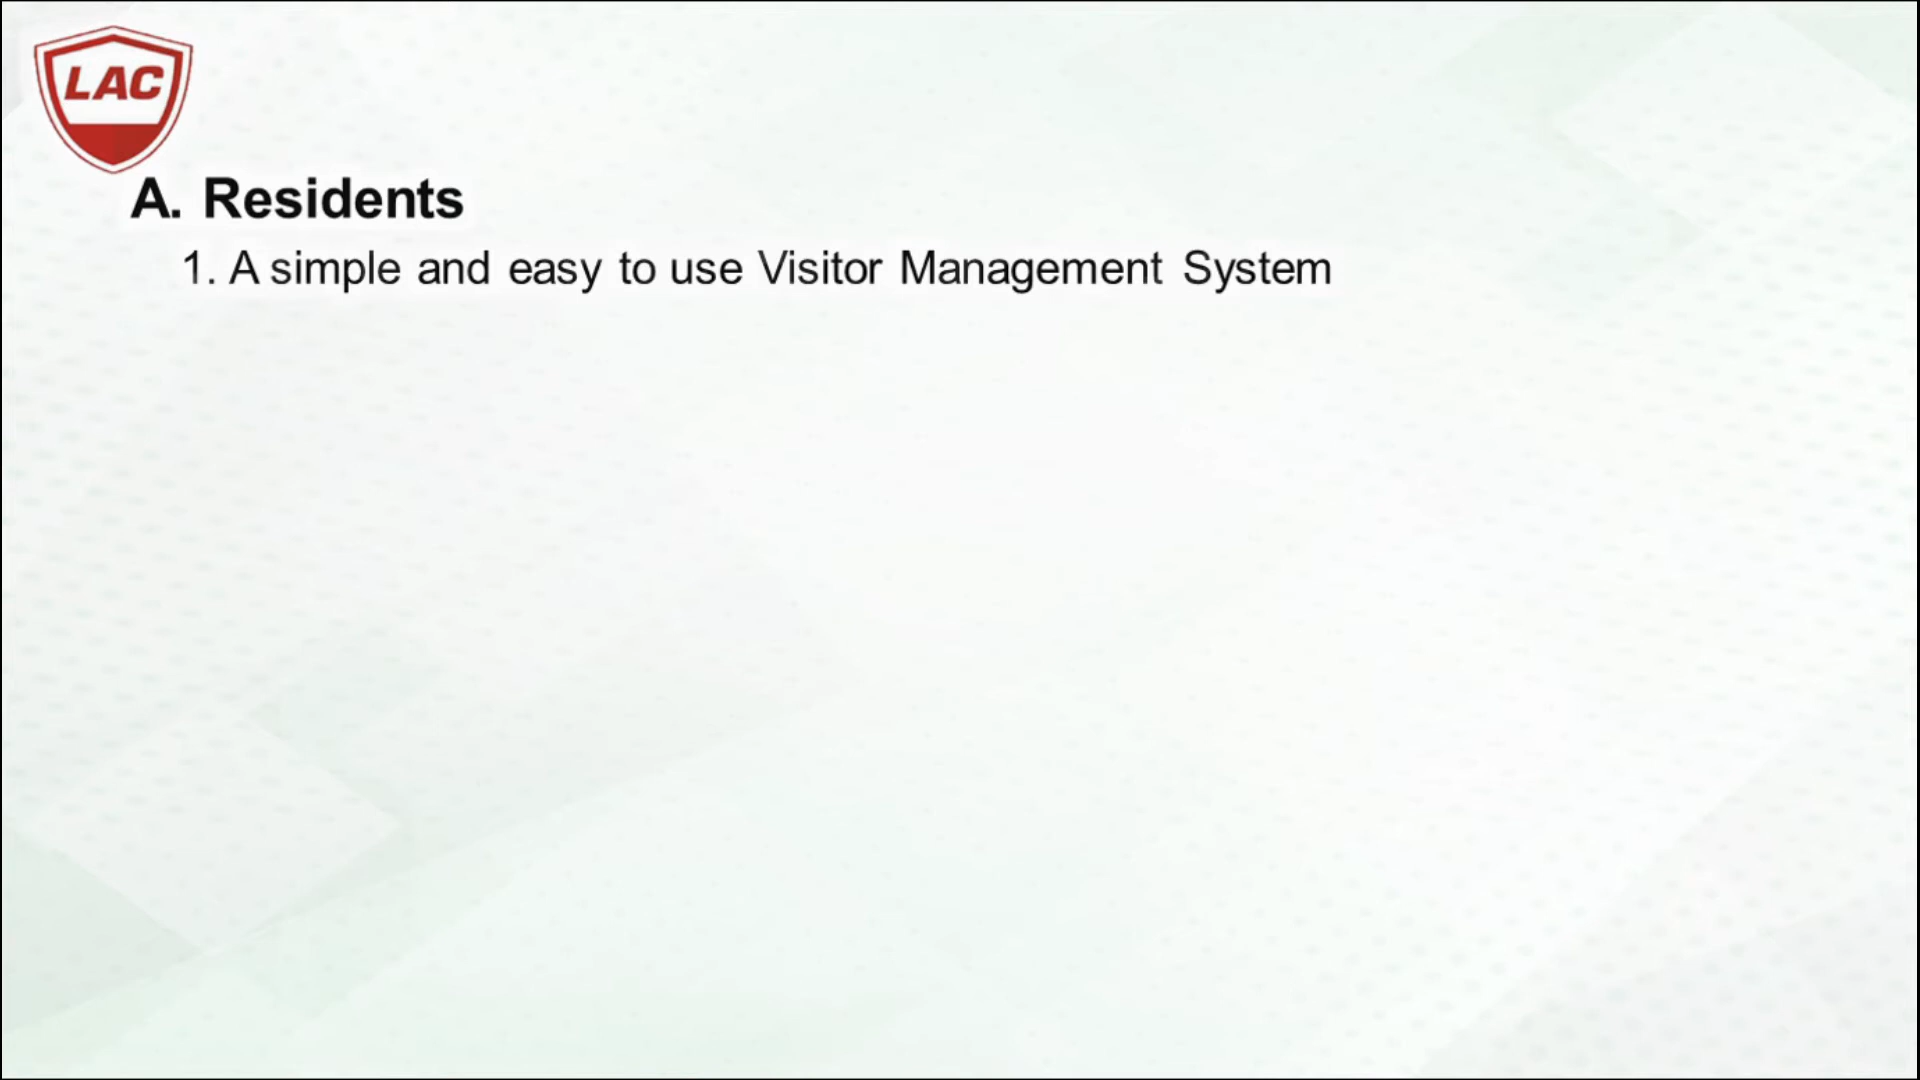 LAC
A. Residents
1. A simple and easy to use Visitor Management System